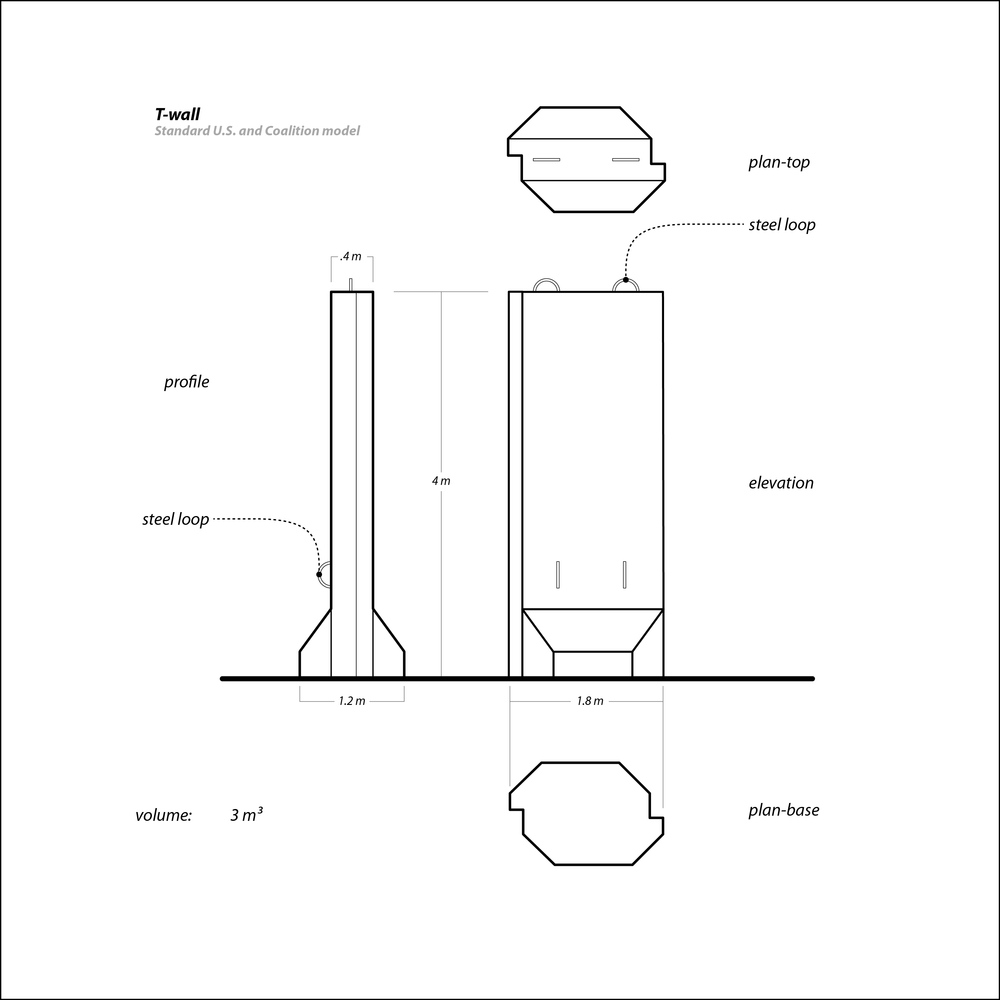 T-wall
Standard U.S. and Coalition model
plan-top
steel loop
.4 m
profile
4 m
elevation
steel loop
1.2 m
1.8 m
volume: 3 m³
plan-base